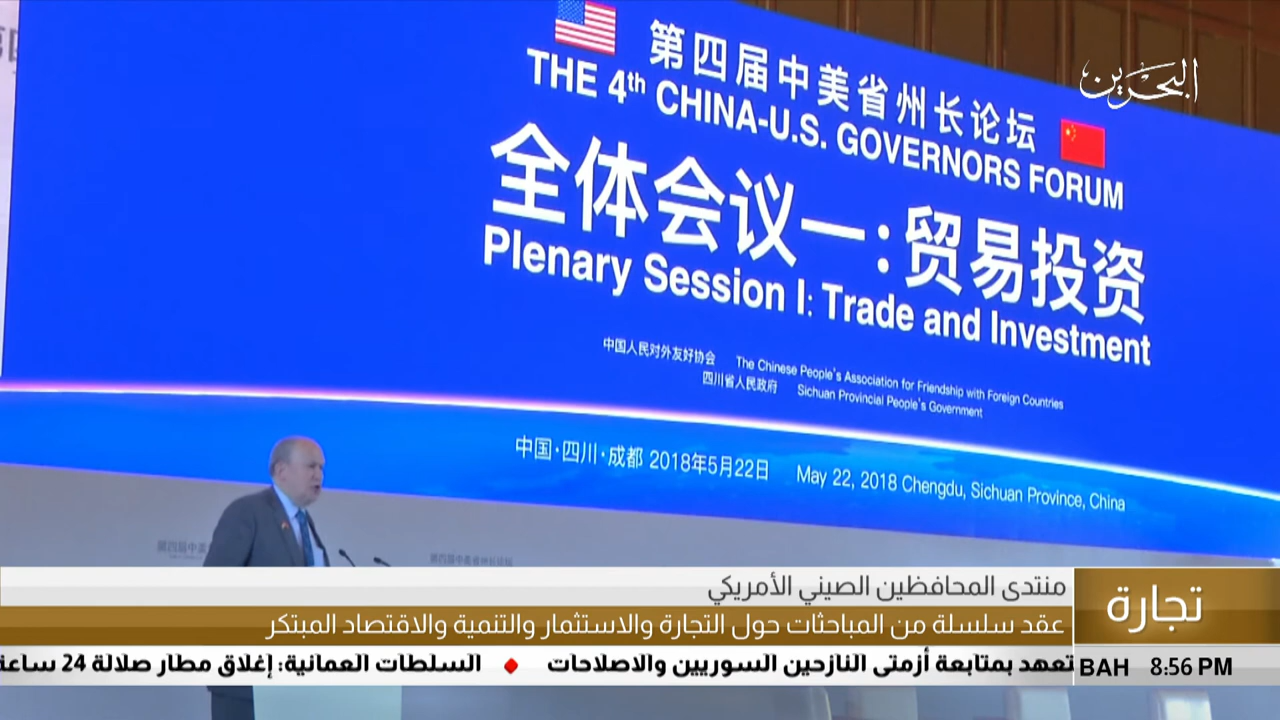 البحرين
第四届中美省州长论坛
THE 4th CHINA-U.S. GOVERNORS FORUM
全体会议一:贸易投资
Plenary Session I: Trade and Investment
中国人民对外友好协会 The Chinese People's Association for Friendship with Foreign Countries
四川省人民政府 Sichuan Provincial People's Government
中国·四川·成都 2018年5月22日 May 22, 2018 Chengdu, Sichuan Province, China
منتدى المحافظين الصيني الأمريكي
تجارة
عقد سلسلة من المباحثات حول التجارة والاستثمار والتنمية والاقتصاد المبتكر
تعهد بمتابعة أزمتى النازحين السوريين والاصلاحات ♦ السلطات العمانية: إغلاق مطار صلالة 24 ساعة
BAH 8:56 PM